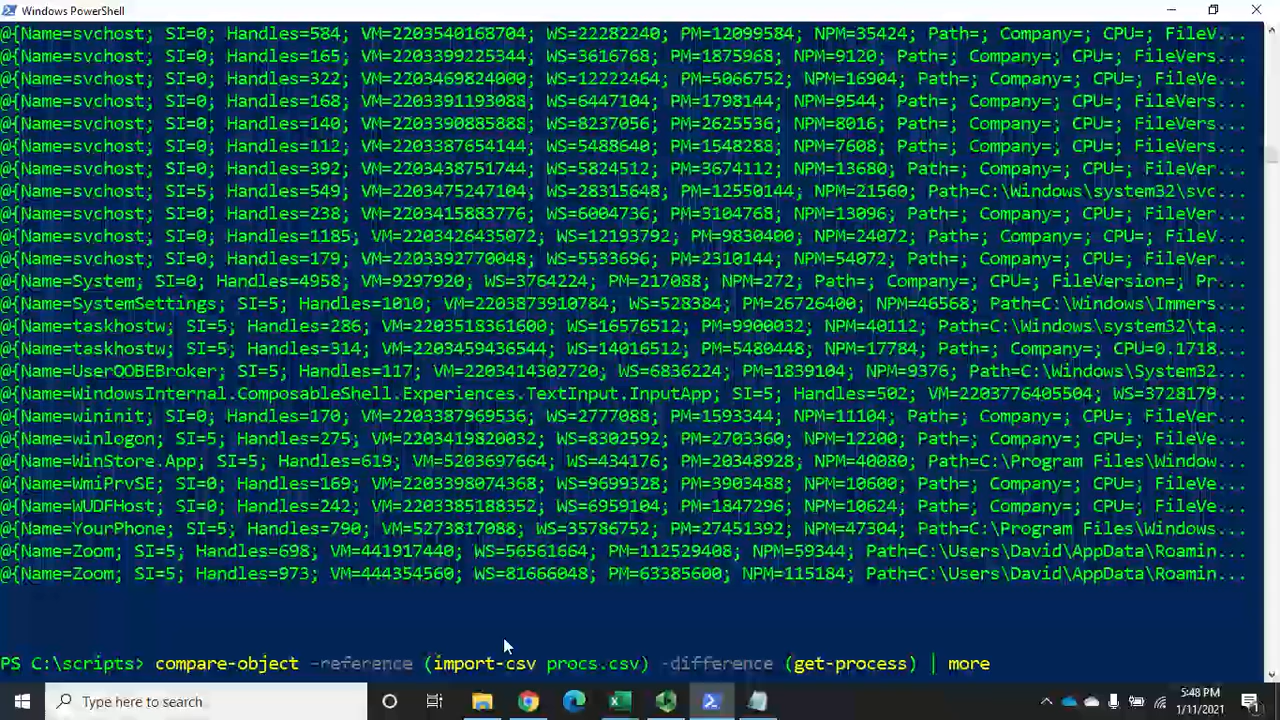 Windows PowerShell
@{Name=svchost; SI=0; Handles=584; VM=2203540168704; WS=22282240; PM=12099584; NPM=35424; Path=; Company=; CPU=; FileV...
@{Name=svchost; SI=0; Handles=165; VM=2203399225344; WS=3616768; PM=1875968; NPM=9120; Path=; Company=; CPU=; FileVers...
@{Name=svchost; SI=0; Handles=322; VM=2203469824000; WS=12222464; PM=5066752; NPM=16904; Path=; Company=; CPU=; FileVe...
@{Name=svchost; SI=0; Handles=168; VM=2203391193088; WS=6447104; PM=1798144; NPM=9544; Path=; Company=; CPU=; FileVers...
@{Name=svchost; SI=0; Handles=140; VM=2203390885888; WS=8237056; PM=2625536; NPM=8016; Path=; Company=; CPU=; FileVers...
@{Name=svchost; SI=0; Handles=112; VM=2203387654144; WS=5488640; PM=1548288; NPM=7608; Path=; Company=; CPU=; FileVers...
@{Name=svchost; SI=0; Handles=392; VM=2203438751744; WS=5824512; PM=3674112; NPM=13680; Path=; Company=; CPU=; FileVer...
@{Name=svchost; SI=5; Handles=549; VM=2203475247104; WS=28315648; PM=12550144; NPM=21560; Path=C:\Windows\system32\svc...
@{Name=svchost; SI=0; Handles=238; VM=2203415883776; WS=6004736; PM=3104768; NPM=13096; Path=; Company=; CPU=; FileVer...
@{Name=svchost; SI=0; Handles=1185; VM=2203426435072; WS=12193792; PM=9830400; NPM=24072; Path=; Company=; CPU=; FileV...
@{Name=svchost; SI=0; Handles=179; VM=2203392770048; WS=5533696; PM=2310144; NPM=54072; Path=; Company=; CPU=; FileVer...
@{Name=System; SI=0; Handles=4958; VM=9297920; WS=3764224; PM=217088; NPM=272; Path=; Company=; CPU=; FileVersion=; Pr...
@{Name=SystemSettings; SI=5; Handles=1010; VM=2203873910784; WS=528384; PM=26726400; NPM=46568; Path=C:\Windows\Immers...
@{Name=taskhostw; SI=5; Handles=286; VM=2203518361600; WS=16576512; PM=9900032; NPM=40112; Path=C:\Windows\system32\ta...
@{Name=taskhostw; SI=5; Handles=314; VM=2203459436544; WS=14016512; PM=5480448; NPM=17784; Path=; Company=; CPU=0.1718...
@{Name=UserOOBEBroker; SI=5; Handles=117; VM=2203414302720; WS=6836224; PM=1839104; NPM=9376; Path=C:\Windows\System32...
@{Name=WindowsInternal.ComposableShell.Experiences.TextInput.InputApp; SI=5; Handles=502; VM=2203776405504; WS=3728179...
@{Name=wininit; SI=0; Handles=170; VM=2203387969536; WS=2777088; PM=1593344; NPM=11104; Path=; Company=; CPU=; FileVer...
@{Name=winlogon; SI=5; Handles=275; VM=2203419820032; WS=8302592; PM=2703360; NPM=12200; Path=; Company=; CPU=; FileVe...
@{Name=WinStore.App; SI=5; Handles=619; VM=5203697664; WS=434176; PM=20348928; NPM=40080; Path=C:\Program Files\Window...
@{Name=WmiPrvSE; SI=0; Handles=169; VM=2203398074368; WS=9699328; PM=3903488; NPM=10600; Path=; Company=; CPU=; FileVe...
@{Name=WUDFHost; SI=0; Handles=242; VM=2203385188352; WS=6959104; PM=1847296; NPM=10624; Path=; Company=; CPU=; FileVe...
@{Name=YourPhone; SI=5; Handles=790; VM=5273817088; WS=35786752; PM=27451392; NPM=47304; Path=C:\Program Files\Windows...
@{Name=Zoom; SI=5; Handles=698; VM=441917440; WS=56561664; PM=112529408; NPM=59344; Path=C:\Users\David\AppData\Roamin...
@{Name=Zoom; SI=5; Handles=973; VM=444354560; WS=81666048; PM=63385600; NPM=115184; Path=C:\Users\David\AppData\Roamin...
PS C:\scripts> compare-object -reference (import-csv procs.csv) -difference (get-process) | more
Type here to search
5:48 PM
1/11/2021